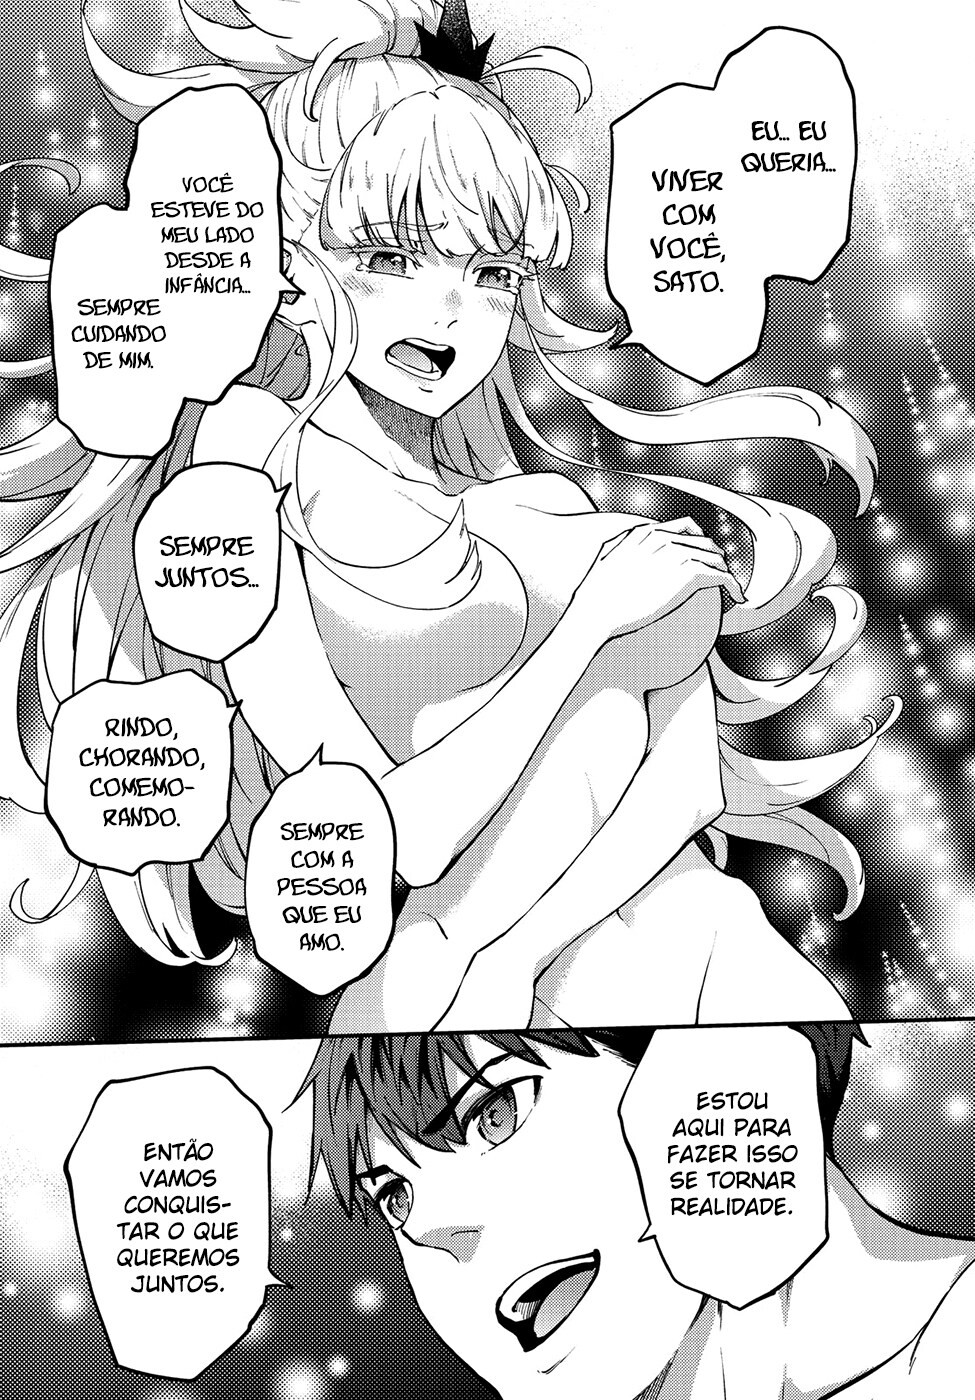 EU... EU
QUERIA...
VIVER
COM
VOCÊ,
SATO.
VOCÊ
ESTEVE DO
MEU LADO
DESDE A
INFÂNCIA...
SEMPRE
CUIDANDO
DE MIM.
SEMPRE
JUNTOS...
RINDO,
CHORANDO,
COMEMO-
RANDO.
SEMPRE
COM A
PESSOA
QUE EU
AMO.
ESTOU
AQUI PARA
FAZER ISSO
SE TORNAR
REALIDADE.
ENTÃO
VAMOS
CONQUIS-
TAR O QUE
QUEREMOS
JUNTOS.